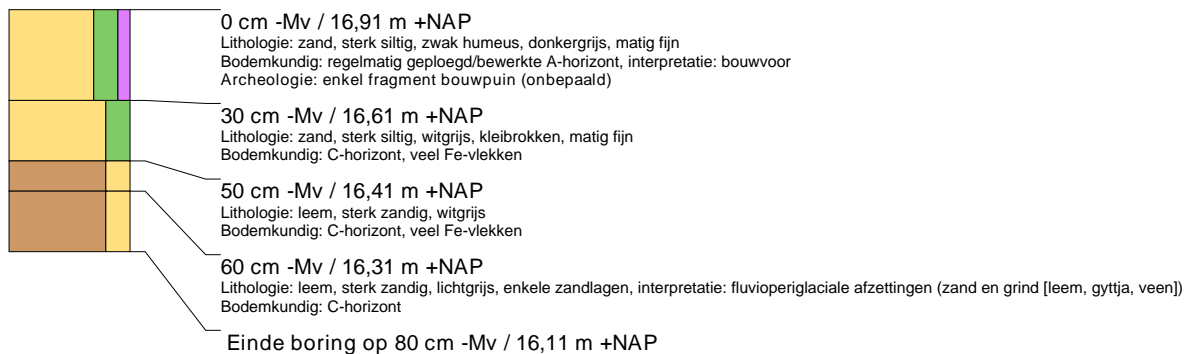 0 cm -Mv / 16,91 m +NAP
Lithologie: zand, sterk siltig, zwak humeus, donkergrijs, matig fijn
Bodemkundig: regelmatig geploegd/bewerkte A-horizont, interpretatie: bouwvoor
Archeologie: enkel fragment bouwpuin (onbepaald)
30 cm -Mv / 16,61 m +NAP
Lithologie: zand, sterk siltig, witgrijs, kleibrokken, matig fijn
Bodemkundig: C-horizont, veel Fe-vlekken
50 cm -Mv / 16,41 m +NAP
Lithologie: leem, sterk zandig, witgrijs
Bodemkundig: C-horizont, veel Fe-vlekken
60 cm -Mv / 16,31 m +NAP
Lithologie: leem, sterk zandig, lichtgrijs, enkele zandlagen, interpretatie: fluvioperiglaciale afzettingen (zand en grind [leem, gyttja, veen])
Bodemkundig: C-horizont
Einde boring op 80 cm -Mv / 16,11 m +NAP